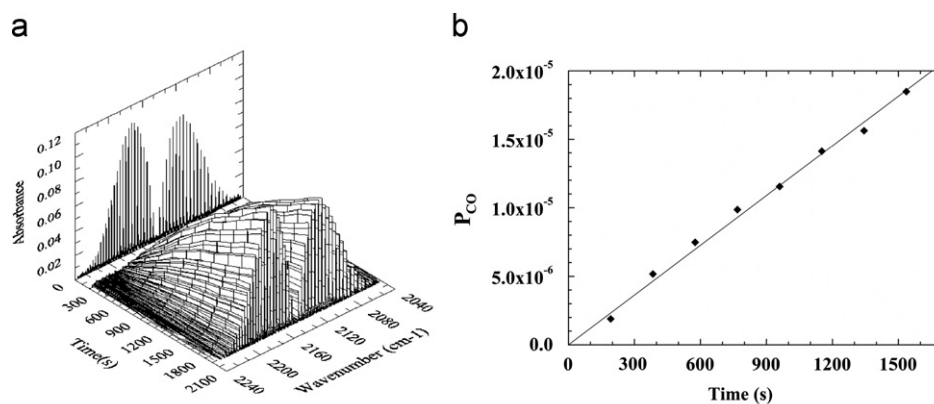 a
b
0.12
0.10
0.08
0.06
0.04
0.02
0
Absorbance
300
600
900
1200
1500
1800
2100
Time(s)
2240
2200
2160
2120
2080
2040
Wavenumber (cm-1)
2.0x10-5
1.5x10-5
1.0x10-5
5.0x10-6
0.0
PCO
0 300 600 900 1200 1500
Time (s)